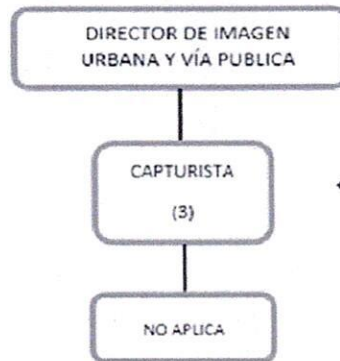 DIRECTOR DE IMAGEN
URBANA Y VÍA PUBLICA
CAPTURISTA
(3)
NO APLICA